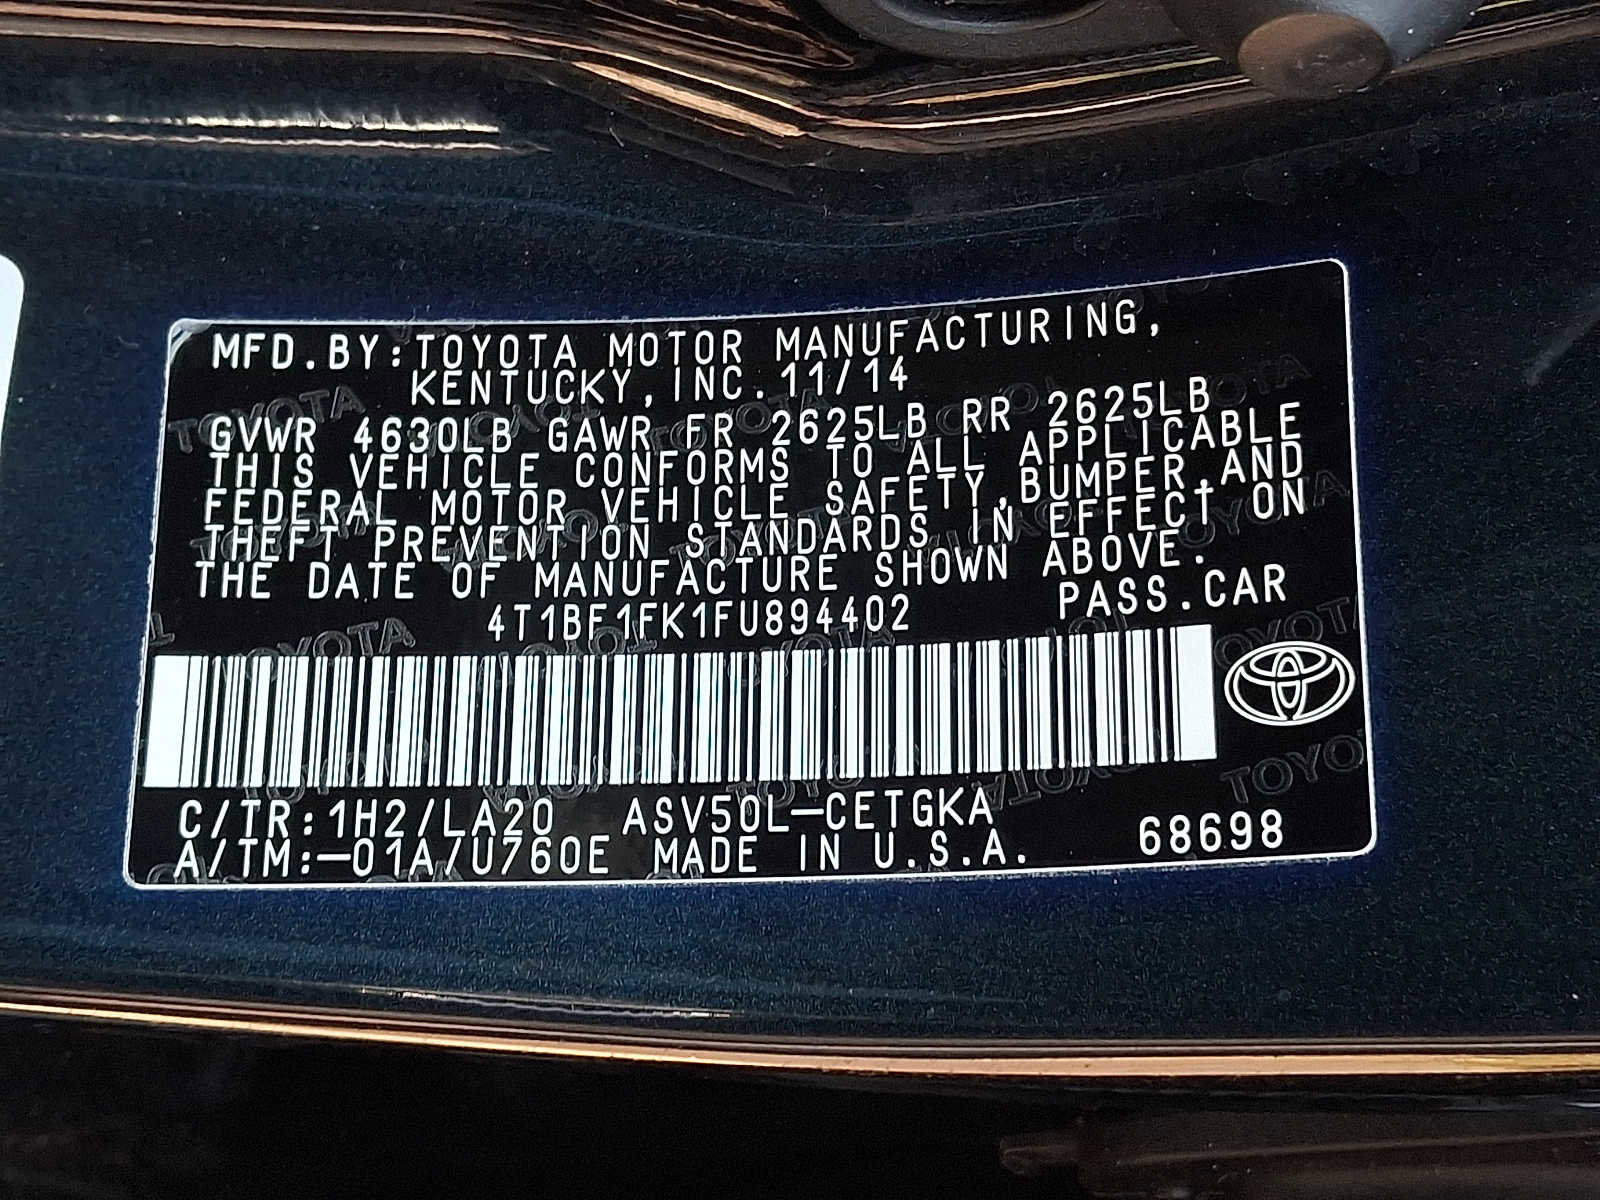 MFD.BY:TOYOTA MOTOR MANUFACTURING,
KENTUCKY,INC.11/14
GVWR 4630LB GAWR FR 2625LB RR 2625LB
THIS VEHICLE CONFORMS TO ALL APPLICABLE
FEDERAL MOTOR VEHICLE SAFETY,BUMPER,AND
THEFT PREVENTION STANDARDS IN EFFECT ON
THE DATE OF MANUFACTURE SHOWN ABOVE.
4T1BF1FK1FU894402 PASS.CAR
C/TR:1H2/LA20 ASV50L-CETGKA
A/TM:-01A/U760E MADE IN U.S.A. 68698